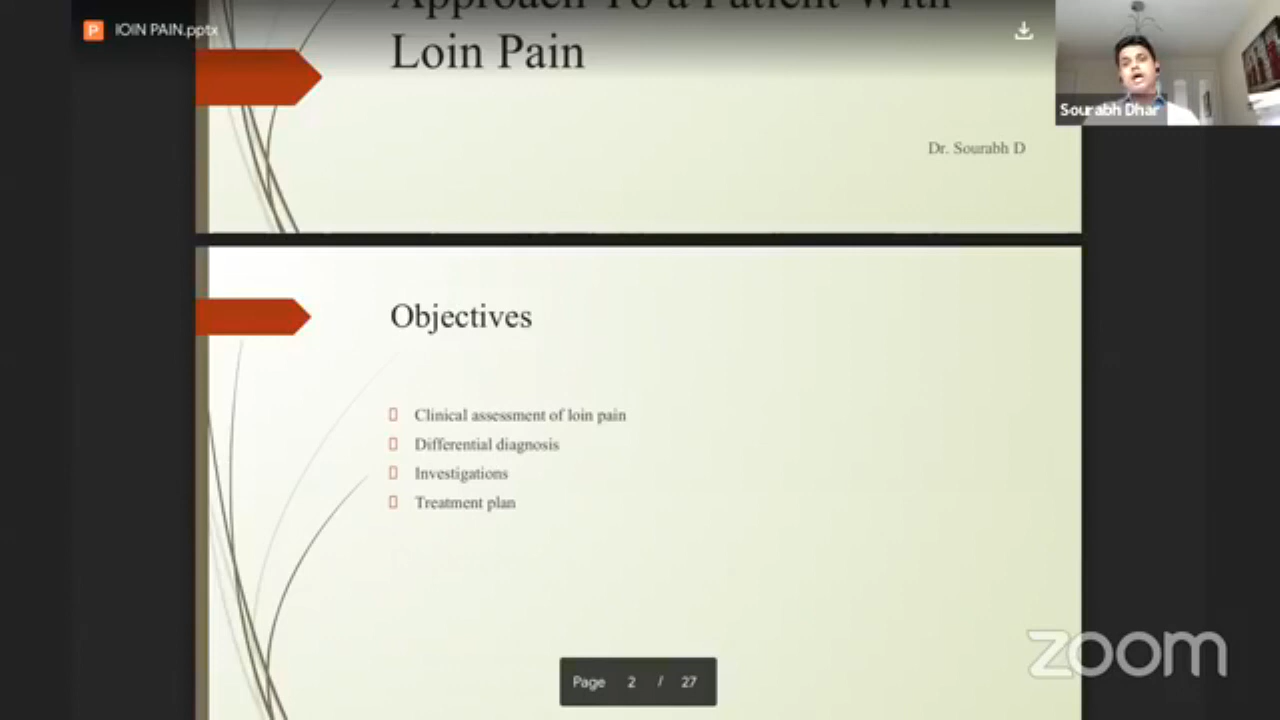 IOIN PAIN.pptx
Approach To a Patient With
Loin Pain
Sourabh Dhar
Dr. Sourabh D
Objectives
Clinical assessment of loin pain
Differential diagnosis
Investigations
Treatment plan
Page 2 / 27
zoom